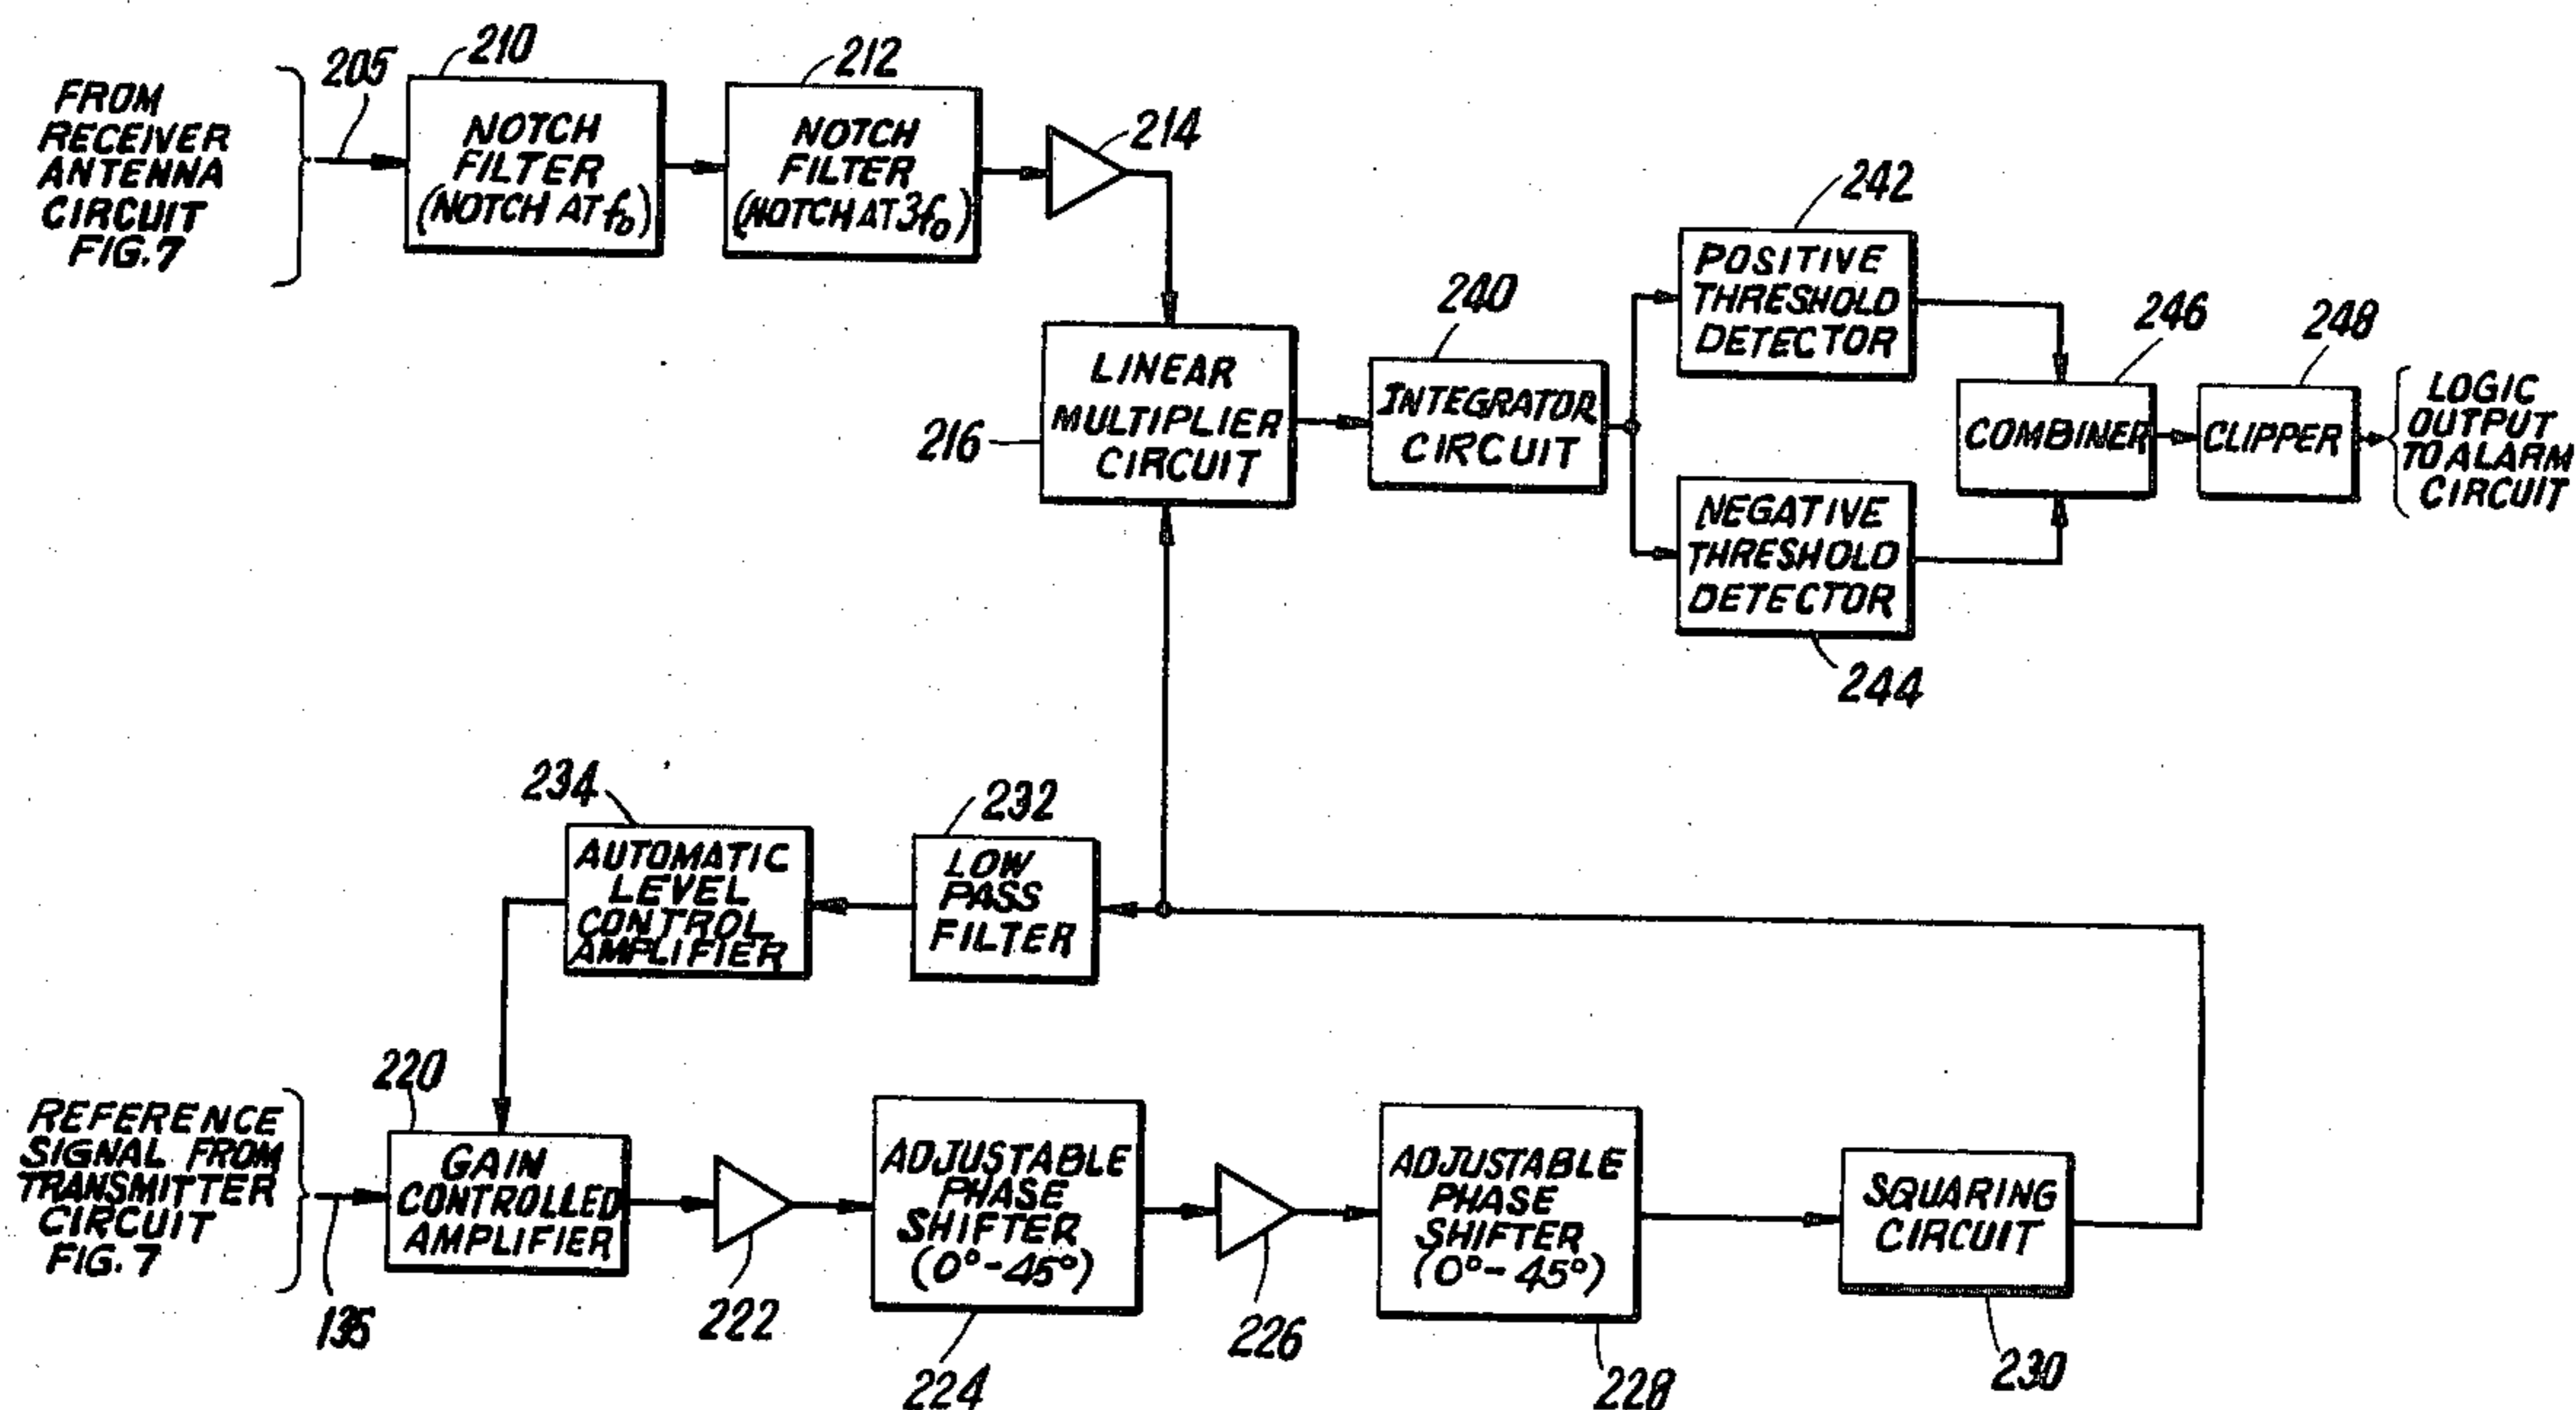 FROM
RECEIVER
ANTENNA
CIRCUIT
FIG.7
205
210
NOTCH
FILTER
(NOTCH AT f₀)
212
NOTCH
FILTER
(NOTCH AT 3f₀)
214
LINEAR
MULTIPLIER
CIRCUIT
216
240
INTEGRATOR
CIRCUIT
242
POSITIVE
THRESHOLD
DETECTOR
NEGATIVE
THRESHOLD
DETECTOR
244
246
COMBINER
248
CLIPPER
LOGIC
OUTPUT
TO ALARM
CIRCUIT
234
AUTOMATIC
LEVEL
CONTROL
AMPLIFIER
232
LOW
PASS
FILTER
REFERENCE
SIGNAL FROM
TRANSMITTER
CIRCUIT
FIG. 7
135
220
GAIN
CONTROLLED
AMPLIFIER
222
ADJUSTABLE
PHASE
SHIFTER
(0°-45°)
224
226
ADJUSTABLE
PHASE
SHIFTER
(0°-45°)
228
SQUARING
CIRCUIT
230